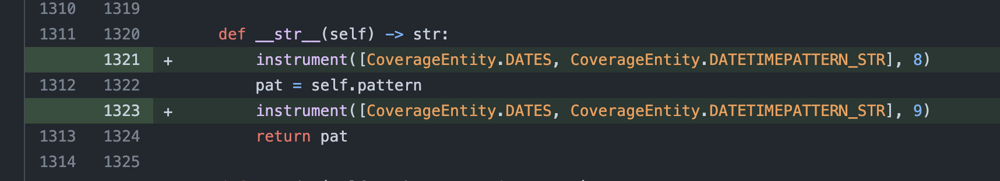 1310 1319
1311 1320 def __str__(self) -> str:
1321 + instrument([CoverageEntity.DATES, CoverageEntity.DATETIMEPATTERN_STR], 8)
1312 1322 pat = self.pattern
1323 + instrument([CoverageEntity.DATES, CoverageEntity.DATETIMEPATTERN_STR], 9)
1313 1324 return pat
1314 1325